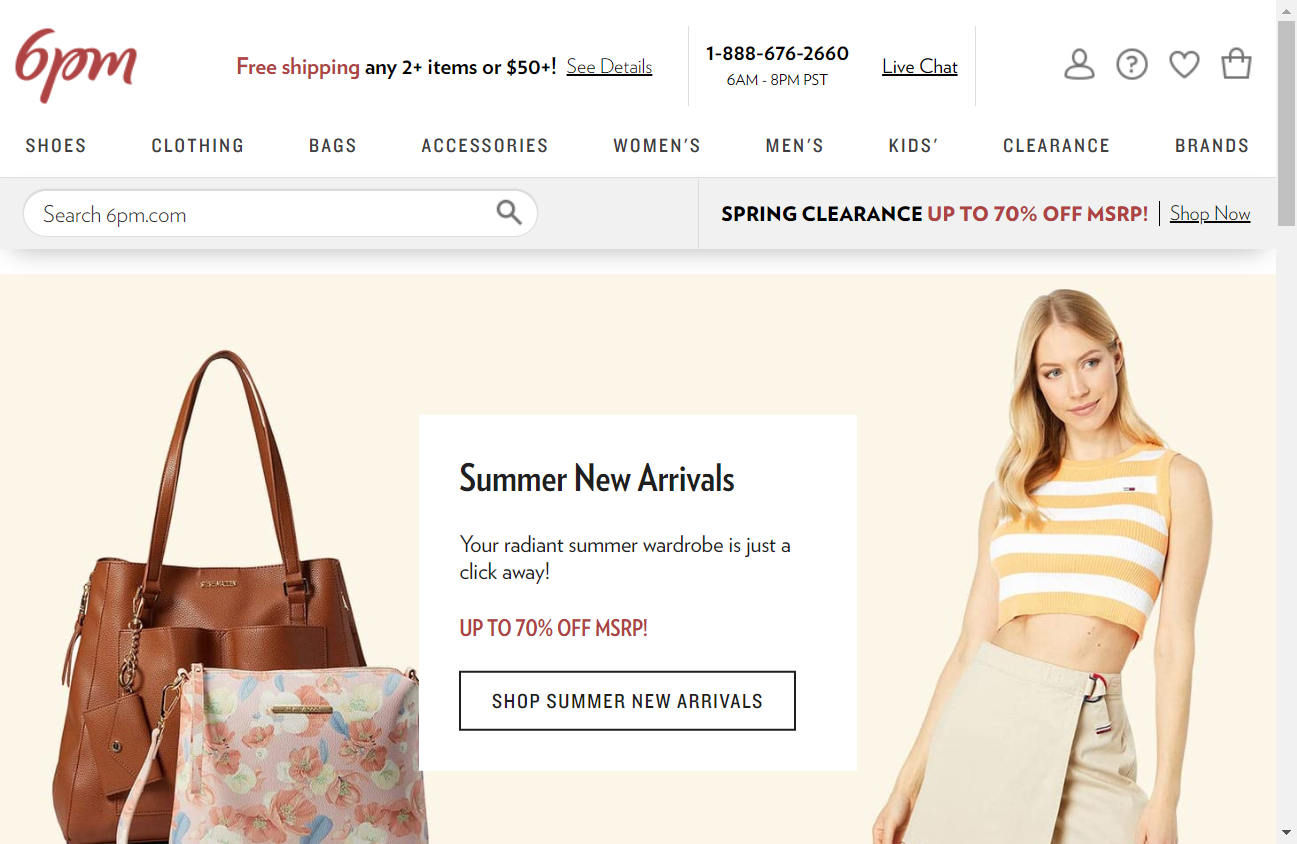 6pm
Free shipping any 2+ items or $50+! See Details
1-888-676-2660
6AM - 8PM PST
Live Chat
SHOES CLOTHING BAGS ACCESSORIES WOMEN'S MEN'S KIDS' CLEARANCE BRANDS
Search 6pm.com
SPRING CLEARANCE UP TO 70% OFF MSRP! Shop Now
Summer New Arrivals
Your radiant summer wardrobe is just a
click away!
UP TO 70% OFF MSRP!
SHOP SUMMER NEW ARRIVALS